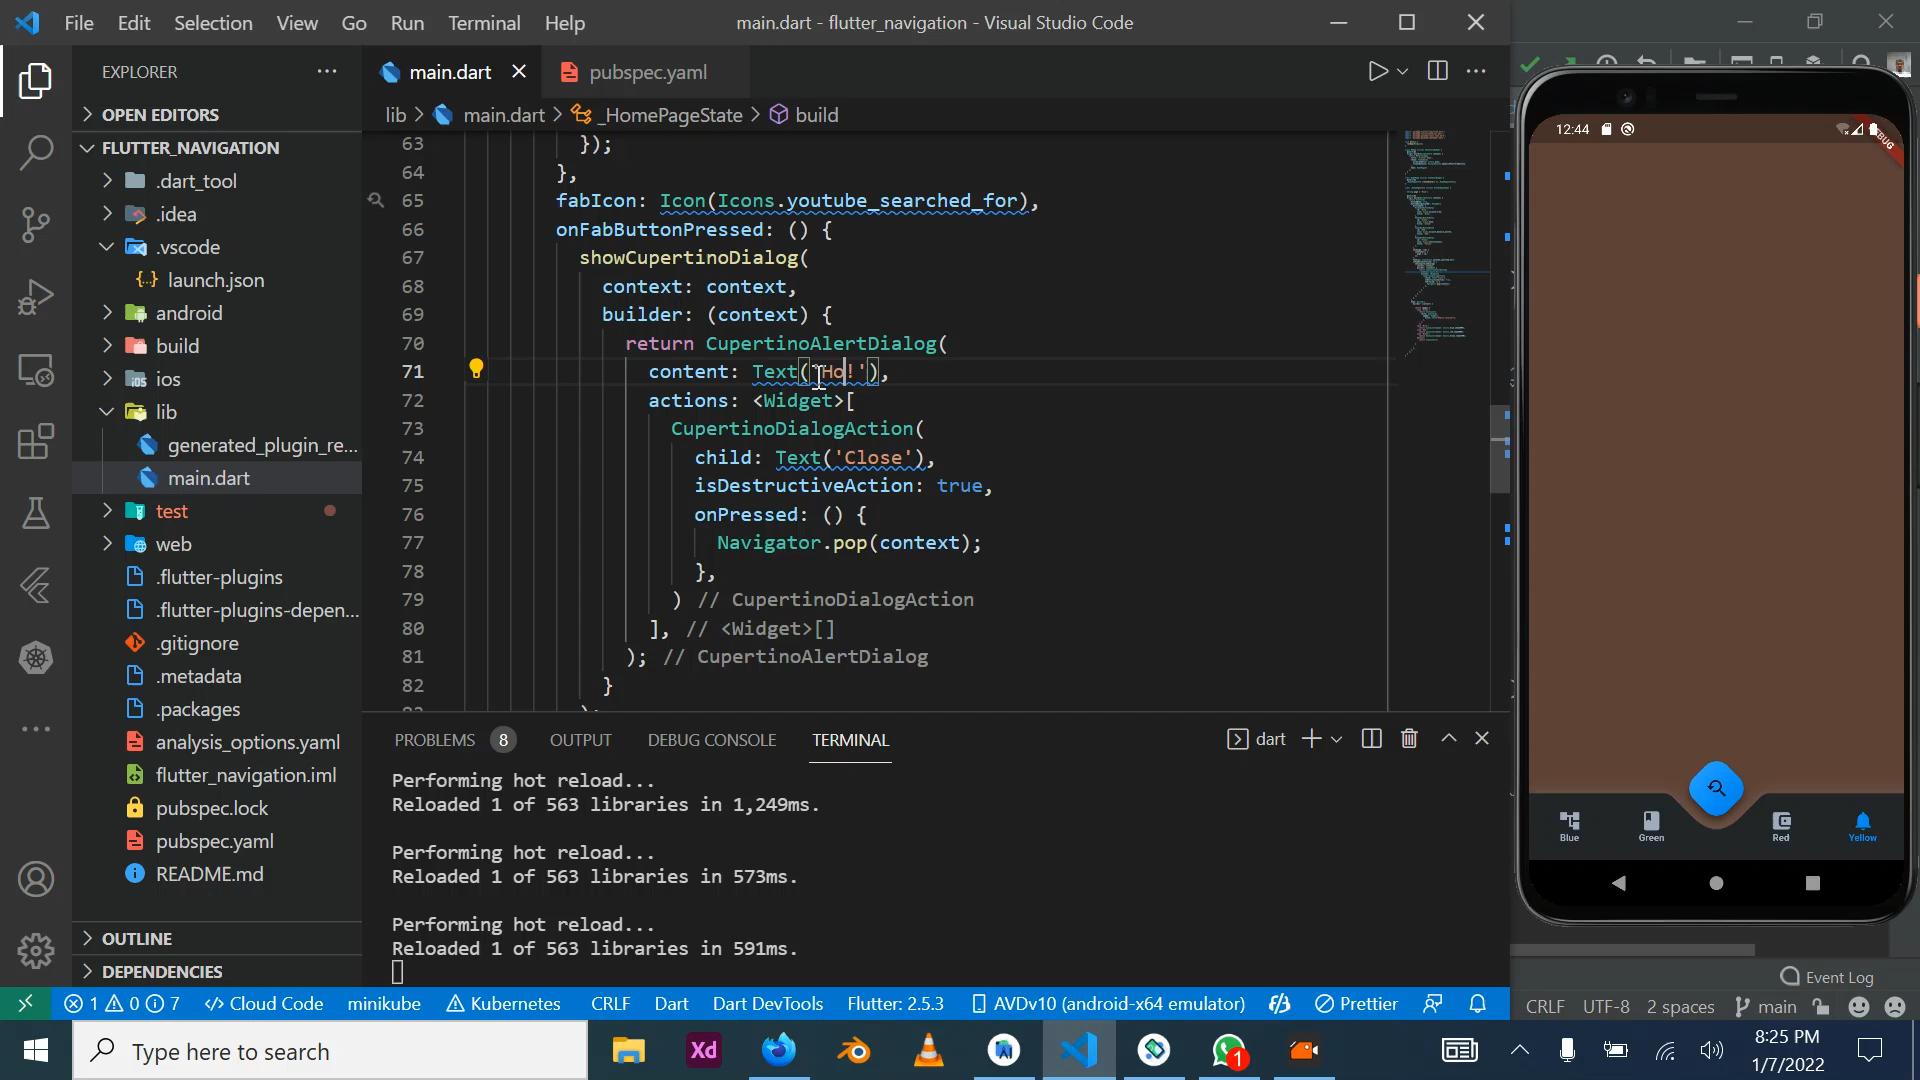 File Edit Selection View Go Run Terminal Help
main.dart - flutter_navigation - Visual Studio Code
EXPLORER
main.dart
pubspec.yaml
OPEN EDITORS
lib > main.dart > _HomePageState > build
FLUTTER_NAVIGATION
.dart_tool
.idea
.vscode
launch.json
android
build
ios
lib
generated_plugin_re...
main.dart
test
web
.flutter-plugins
.flutter-plugins-depen...
.gitignore
.metadata
.packages
analysis_options.yaml
flutter_navigation.iml
pubspec.lock
pubspec.yaml
README.md
OUTLINE
DEPENDENCIES
63 });
64 },
65 fabIcon: Icon(Icons.youtube_searched_for),
66 onFabButtonPressed: () {
67 showCupertinoDialog(
68 context: context,
69 builder: (context) {
70 return CupertinoAlertDialog(
71 content: Text('Ho!'),
72 actions: <Widget>[
73 CupertinoDialogAction(
74 child: Text('Close'),
75 isDestructiveAction: true,
76 onPressed: () {
77 Navigator.pop(context);
78 },
79 ) // CupertinoDialogAction
80 ], // <Widget>[]
81 ); // CupertinoAlertDialog
82 }
PROBLEMS 8 OUTPUT DEBUG CONSOLE TERMINAL
dart
Performing hot reload...
Reloaded 1 of 563 libraries in 1,249ms.
Performing hot reload...
Reloaded 1 of 563 libraries in 573ms.
Performing hot reload...
Reloaded 1 of 563 libraries in 591ms.
12:44
Blue Green Red Yellow
Event Log
1 0 7 Cloud Code minikube Kubernetes CRLF Dart Dart DevTools Flutter: 2.5.3 AVDv10 (android-x64 emulator) Prettier
CRLF UTF-8 2 spaces main
Type here to search
Xd
1
8:25 PM
1/7/2022